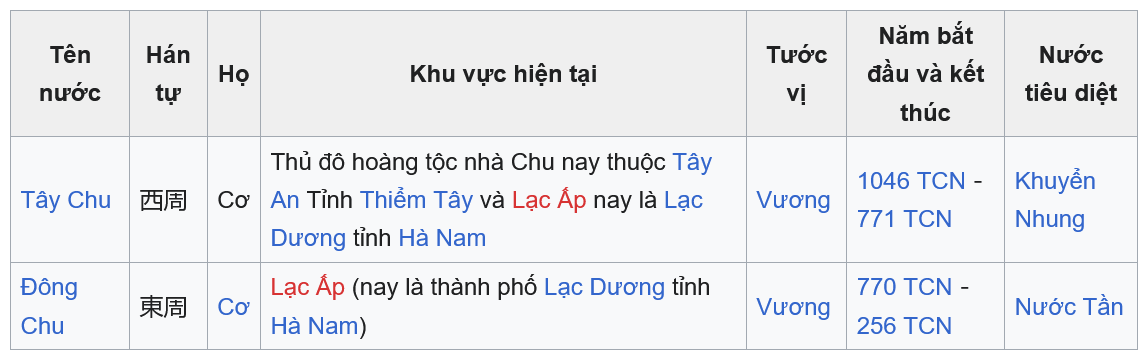 Tên nước
Hán tự
Họ
Khu vực hiện tại
Tước vị
Năm bắt đầu và kết thúc
Nước tiêu diệt
Tây Chu
西周
Cơ
Thủ đô hoàng tộc nhà Chu nay thuộc Tây
An Tỉnh Thiểm Tây và Lạc Ấp nay là Lạc
Dương tỉnh Hà Nam
Vương
1046 TCN -
771 TCN
Khuyển
Nhung
Đông
Chu
東周
Cơ
Lạc Ấp (nay là thành phố Lạc Dương tỉnh
Hà Nam)
Vương
770 TCN -
256 TCN
Nước Tần